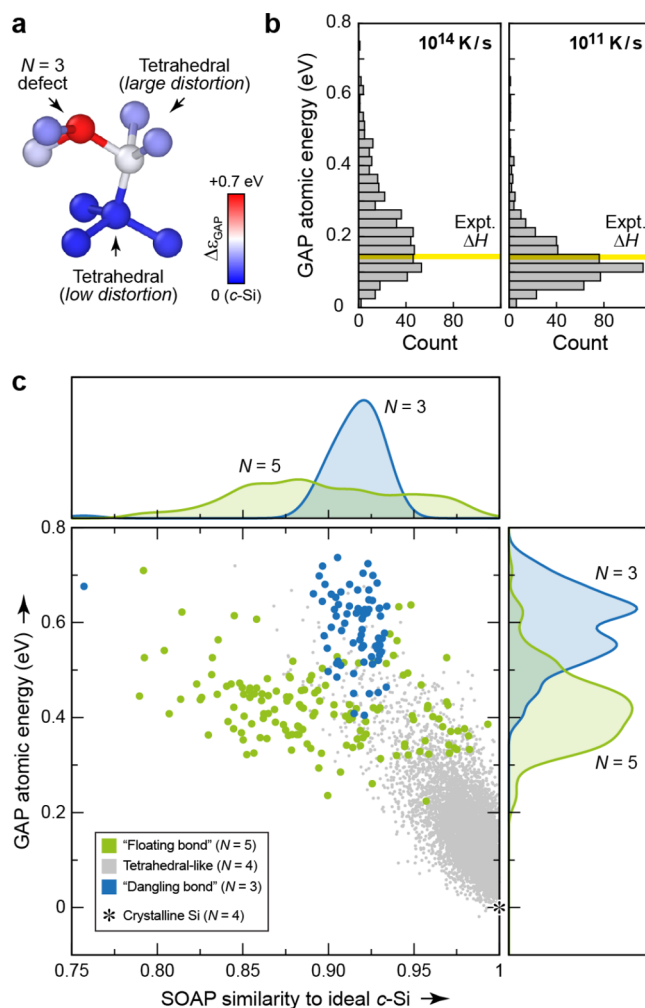 a
N = 3
defect
Tetrahedral
(large distortion)
+0.7 eV
ΔεGAP
0 (c-Si)
Tetrahedral
(low distortion)
b
10¹⁴ K/s
10¹¹ K/s
GAP atomic energy (eV)
0.8
0.6
0.4
0.2
0
Expt.
ΔH
Expt.
ΔH
0 40 80
0 40 80
Count
Count
c
N = 3
N = 5
GAP atomic energy (eV) →
0.8
0.6
0.4
0.2
0
N = 3
N = 5
"Floating bond" (N = 5)
Tetrahedral-like (N = 4)
"Dangling bond" (N = 3)
* Crystalline Si (N = 4)
*
0.75 0.80 0.85 0.90 0.95 1
SOAP similarity to ideal c-Si →